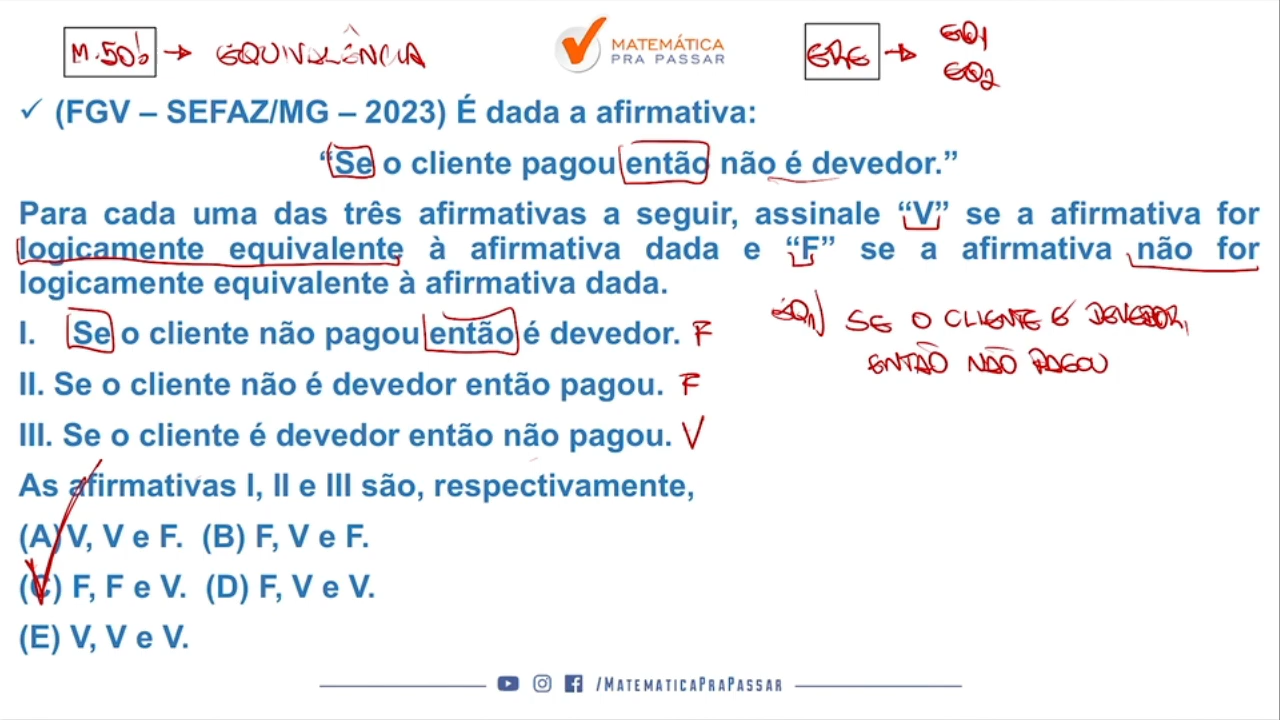 M.50! → EQUIVALÊNCIA
MATEMÁTICA
PRA PASSAR
→ EQ1
EQ2
✓ (FGV – SEFAZ/MG – 2023) É dada a afirmativa:
“Se o cliente pagou então não é devedor.”
Para cada uma das três afirmativas a seguir, assinale “V” se a afirmativa for
logicamente equivalente à afirmativa dada e “F” se a afirmativa não for
logicamente equivalente à afirmativa dada.
I. Se o cliente não pagou então é devedor. F
EQ1) SE O CLIENTE É DEVEDOR,
ENTÃO NÃO PAGOU
II. Se o cliente não é devedor então pagou. F
III. Se o cliente é devedor então não pagou. V
As afirmativas I, II e III são, respectivamente,
(A) V, V e F. (B) F, V e F.
(C) F, F e V. (D) F, V e V.
(E) V, V e V.
/MATEMATICAPRAPASSAR